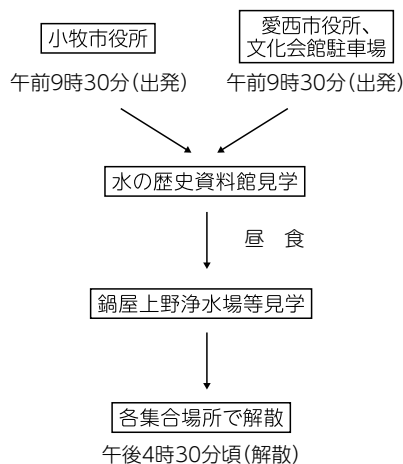 小牧市役所
午前9時30分（出発）
愛西市役所、
文化会館駐車場
午前9時30分（出発）
水の歴史資料館見学
昼　食
鍋屋上野浄水場等見学
各集合場所で解散
午後4時30分頃（解散）